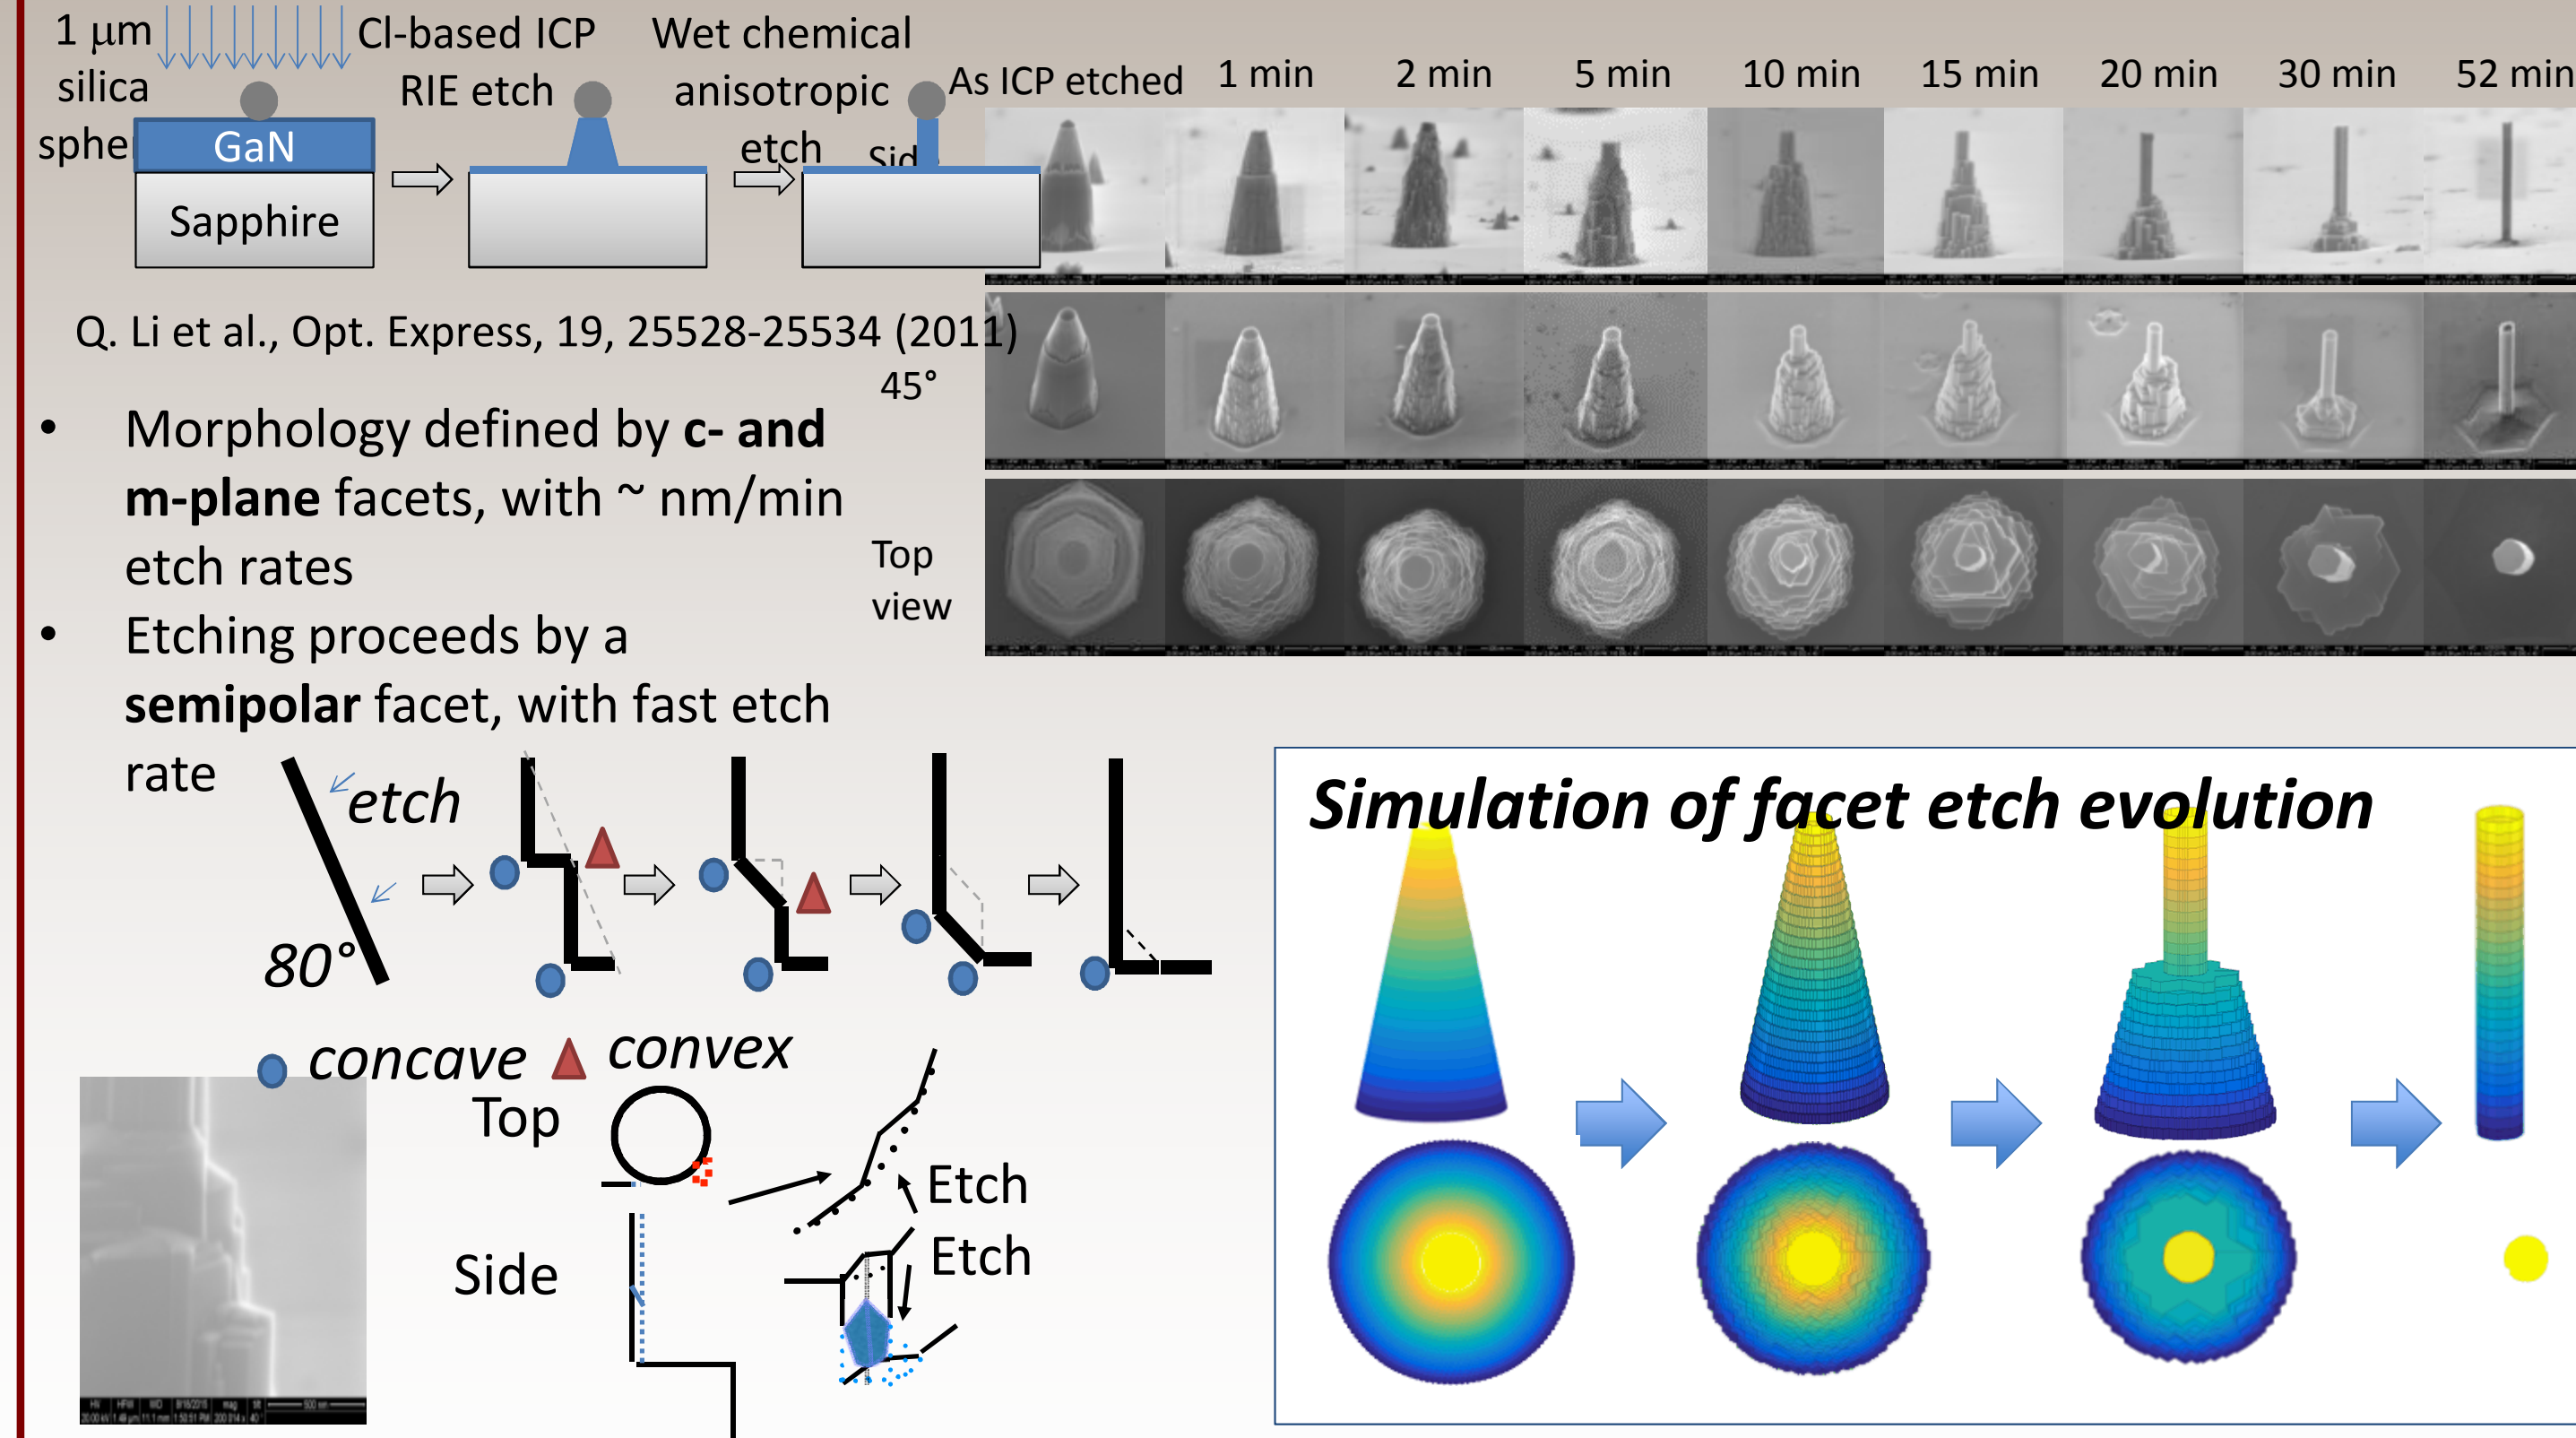 1 μm
silica
Cl-based ICP
RIE etch
Wet chemical
anisotropic
etch
GaN
Sapphire
As ICP etched
1 min
2 min
5 min
10 min
15 min
20 min
30 min
52 min
Q. Li et al., Opt. Express, 19, 25528-25534 (2011)
45°
Top
view
• Morphology defined by c- and
m-plane facets, with ~ nm/min
etch rates
• Etching proceeds by a
semipolar facet, with fast etch
rate
etch
80°
concave
convex
Top
Side
Etch
Etch
Simulation of facet etch evolution